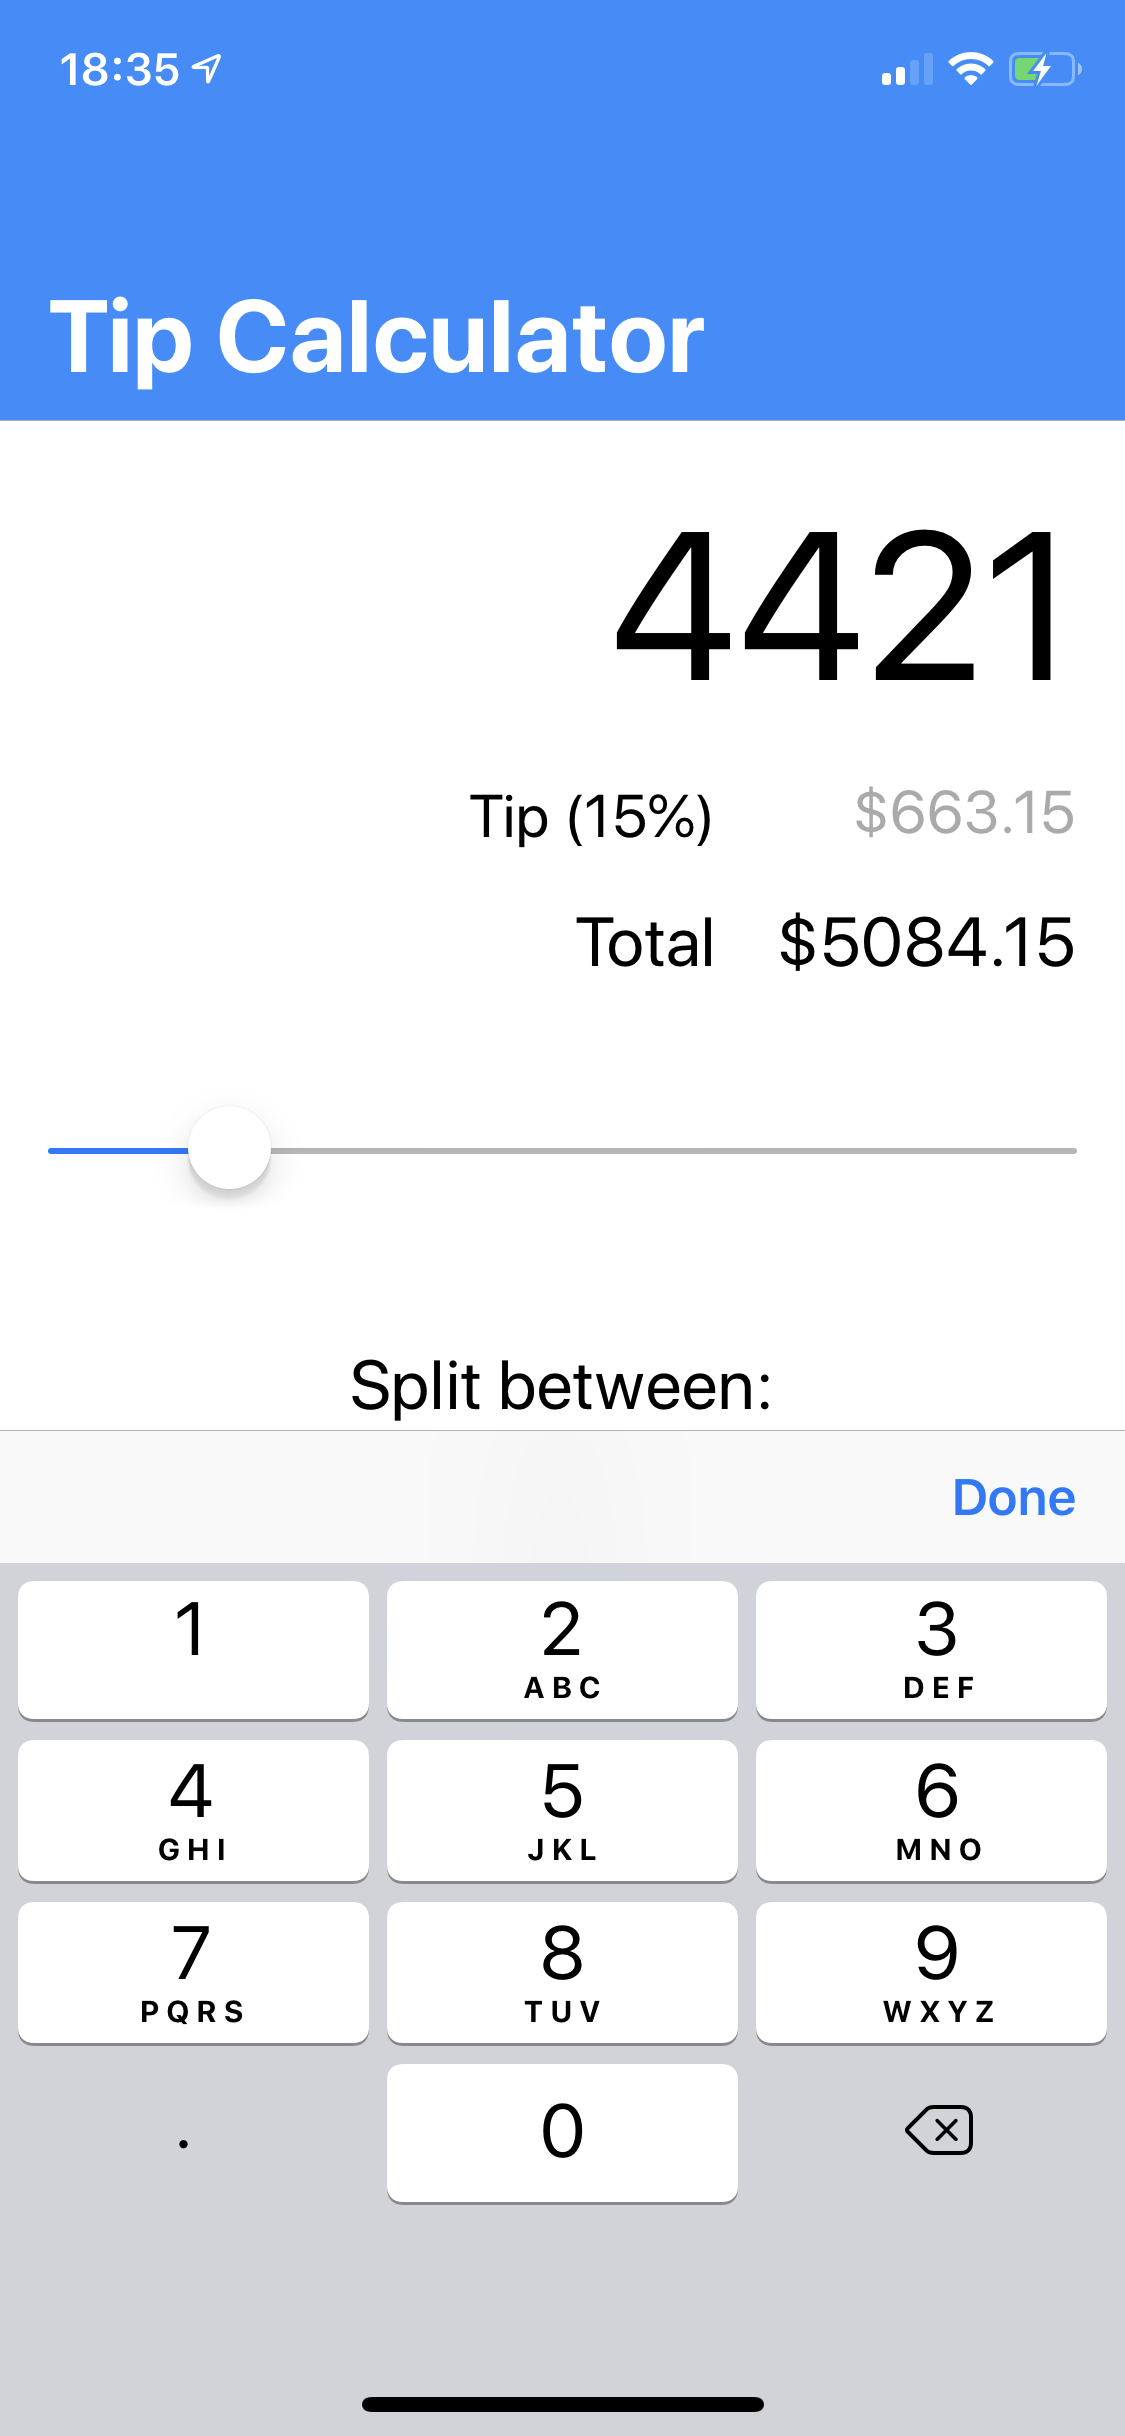 18:35
Tip Calculator
4421
Tip (15%) $663.15
Total $5084.15
Split between:
Done
1 2 3
ABC DEF
4 5 6
GHI JKL MNO
7 8 9
PQRS TUV WXYZ
. 0